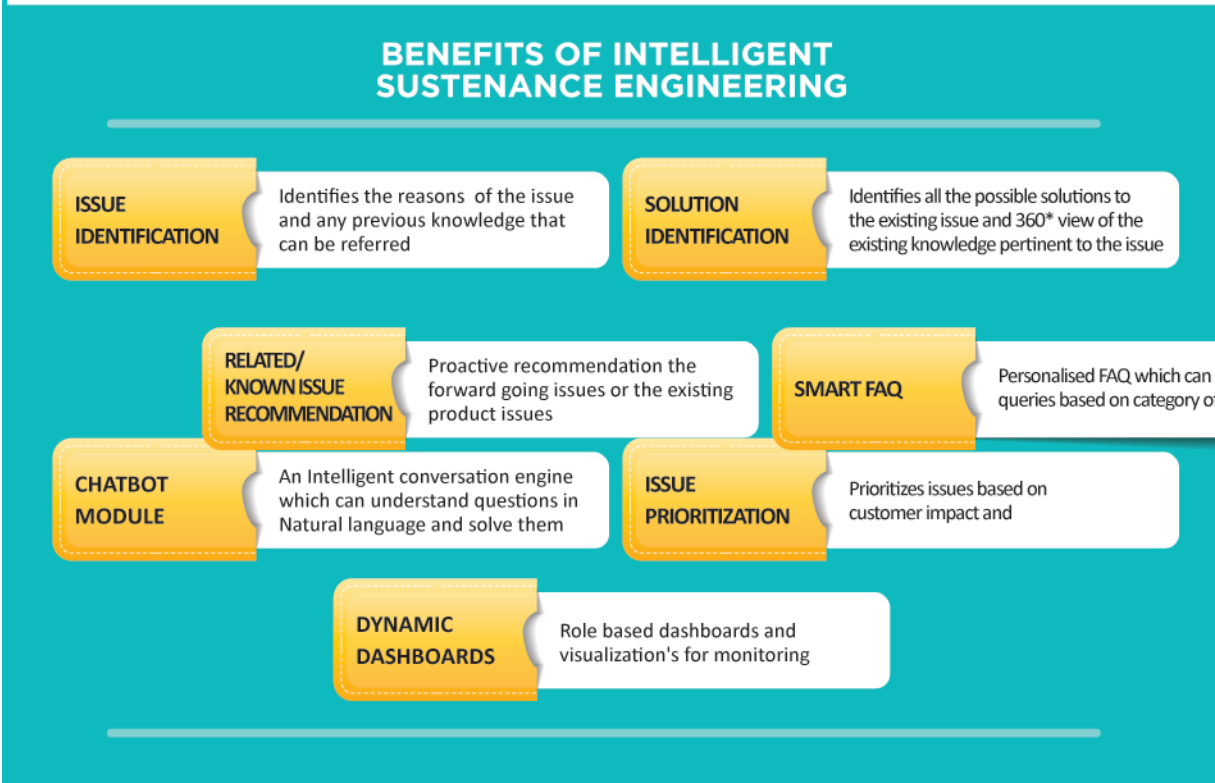 BENEFITS OF INTELLIGENT
SUSTENANCE ENGINEERING
ISSUE
IDENTIFICATION
Identifies the reasons of the issue
and any previous knowledge that
can be referred
SOLUTION
IDENTIFICATION
Identifies all the possible solutions to
the existing issue and 360* view of the
existing knowledge pertinent to the issue
RELATED/
KNOWN ISSUE
RECOMMENDATION
Proactive recommendation the
forward going issues or the existing
product issues
SMART FAQ
Personalised FAQ which can
queries based on category
CHATBOT
MODULE
An Intelligent conversation engine
which can understand questions in
Natural language and solve them
ISSUE
PRIORITIZATION
Prioritizes issues based on
customer impact and
DYNAMIC
DASHBOARDS
Role based dashboards and
visualization's for monitoring